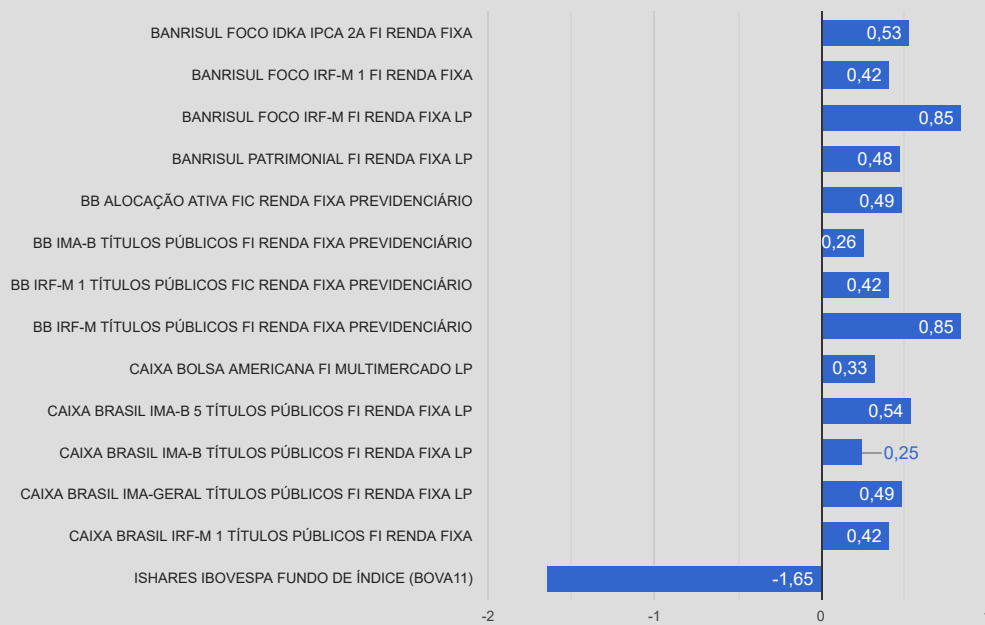 BANRISUL FOCO IDKA IPCA 2A FI RENDA FIXA 0,53
BANRISUL FOCO IRF-M 1 FI RENDA FIXA 0,42
BANRISUL FOCO IRF-M FI RENDA FIXA LP 0,85
BANRISUL PATRIMONIAL FI RENDA FIXA LP 0,48
BB ALOCAÇÃO ATIVA FIC RENDA FIXA PREVIDENCIÁRIO 0,49
BB IMA-B TÍTULOS PÚBLICOS FI RENDA FIXA PREVIDENCIÁRIO 0,26
BB IRF-M 1 TÍTULOS PÚBLICOS FIC RENDA FIXA PREVIDENCIÁRIO 0,42
BB IRF-M TÍTULOS PÚBLICOS FI RENDA FIXA PREVIDENCIÁRIO 0,85
CAIXA BOLSA AMERICANA FI MULTIMERCADO LP 0,33
CAIXA BRASIL IMA-B 5 TÍTULOS PÚBLICOS FI RENDA FIXA LP 0,54
CAIXA BRASIL IMA-B TÍTULOS PÚBLICOS FI RENDA FIXA LP 0,25
CAIXA BRASIL IMA-GERAL TÍTULOS PÚBLICOS FI RENDA FIXA LP 0,49
CAIXA BRASIL IRF-M 1 TÍTULOS PÚBLICOS FI RENDA FIXA 0,42
ISHARES IBOVESPA FUNDO DE ÍNDICE (BOVA11) -1,65
-2 -1 0